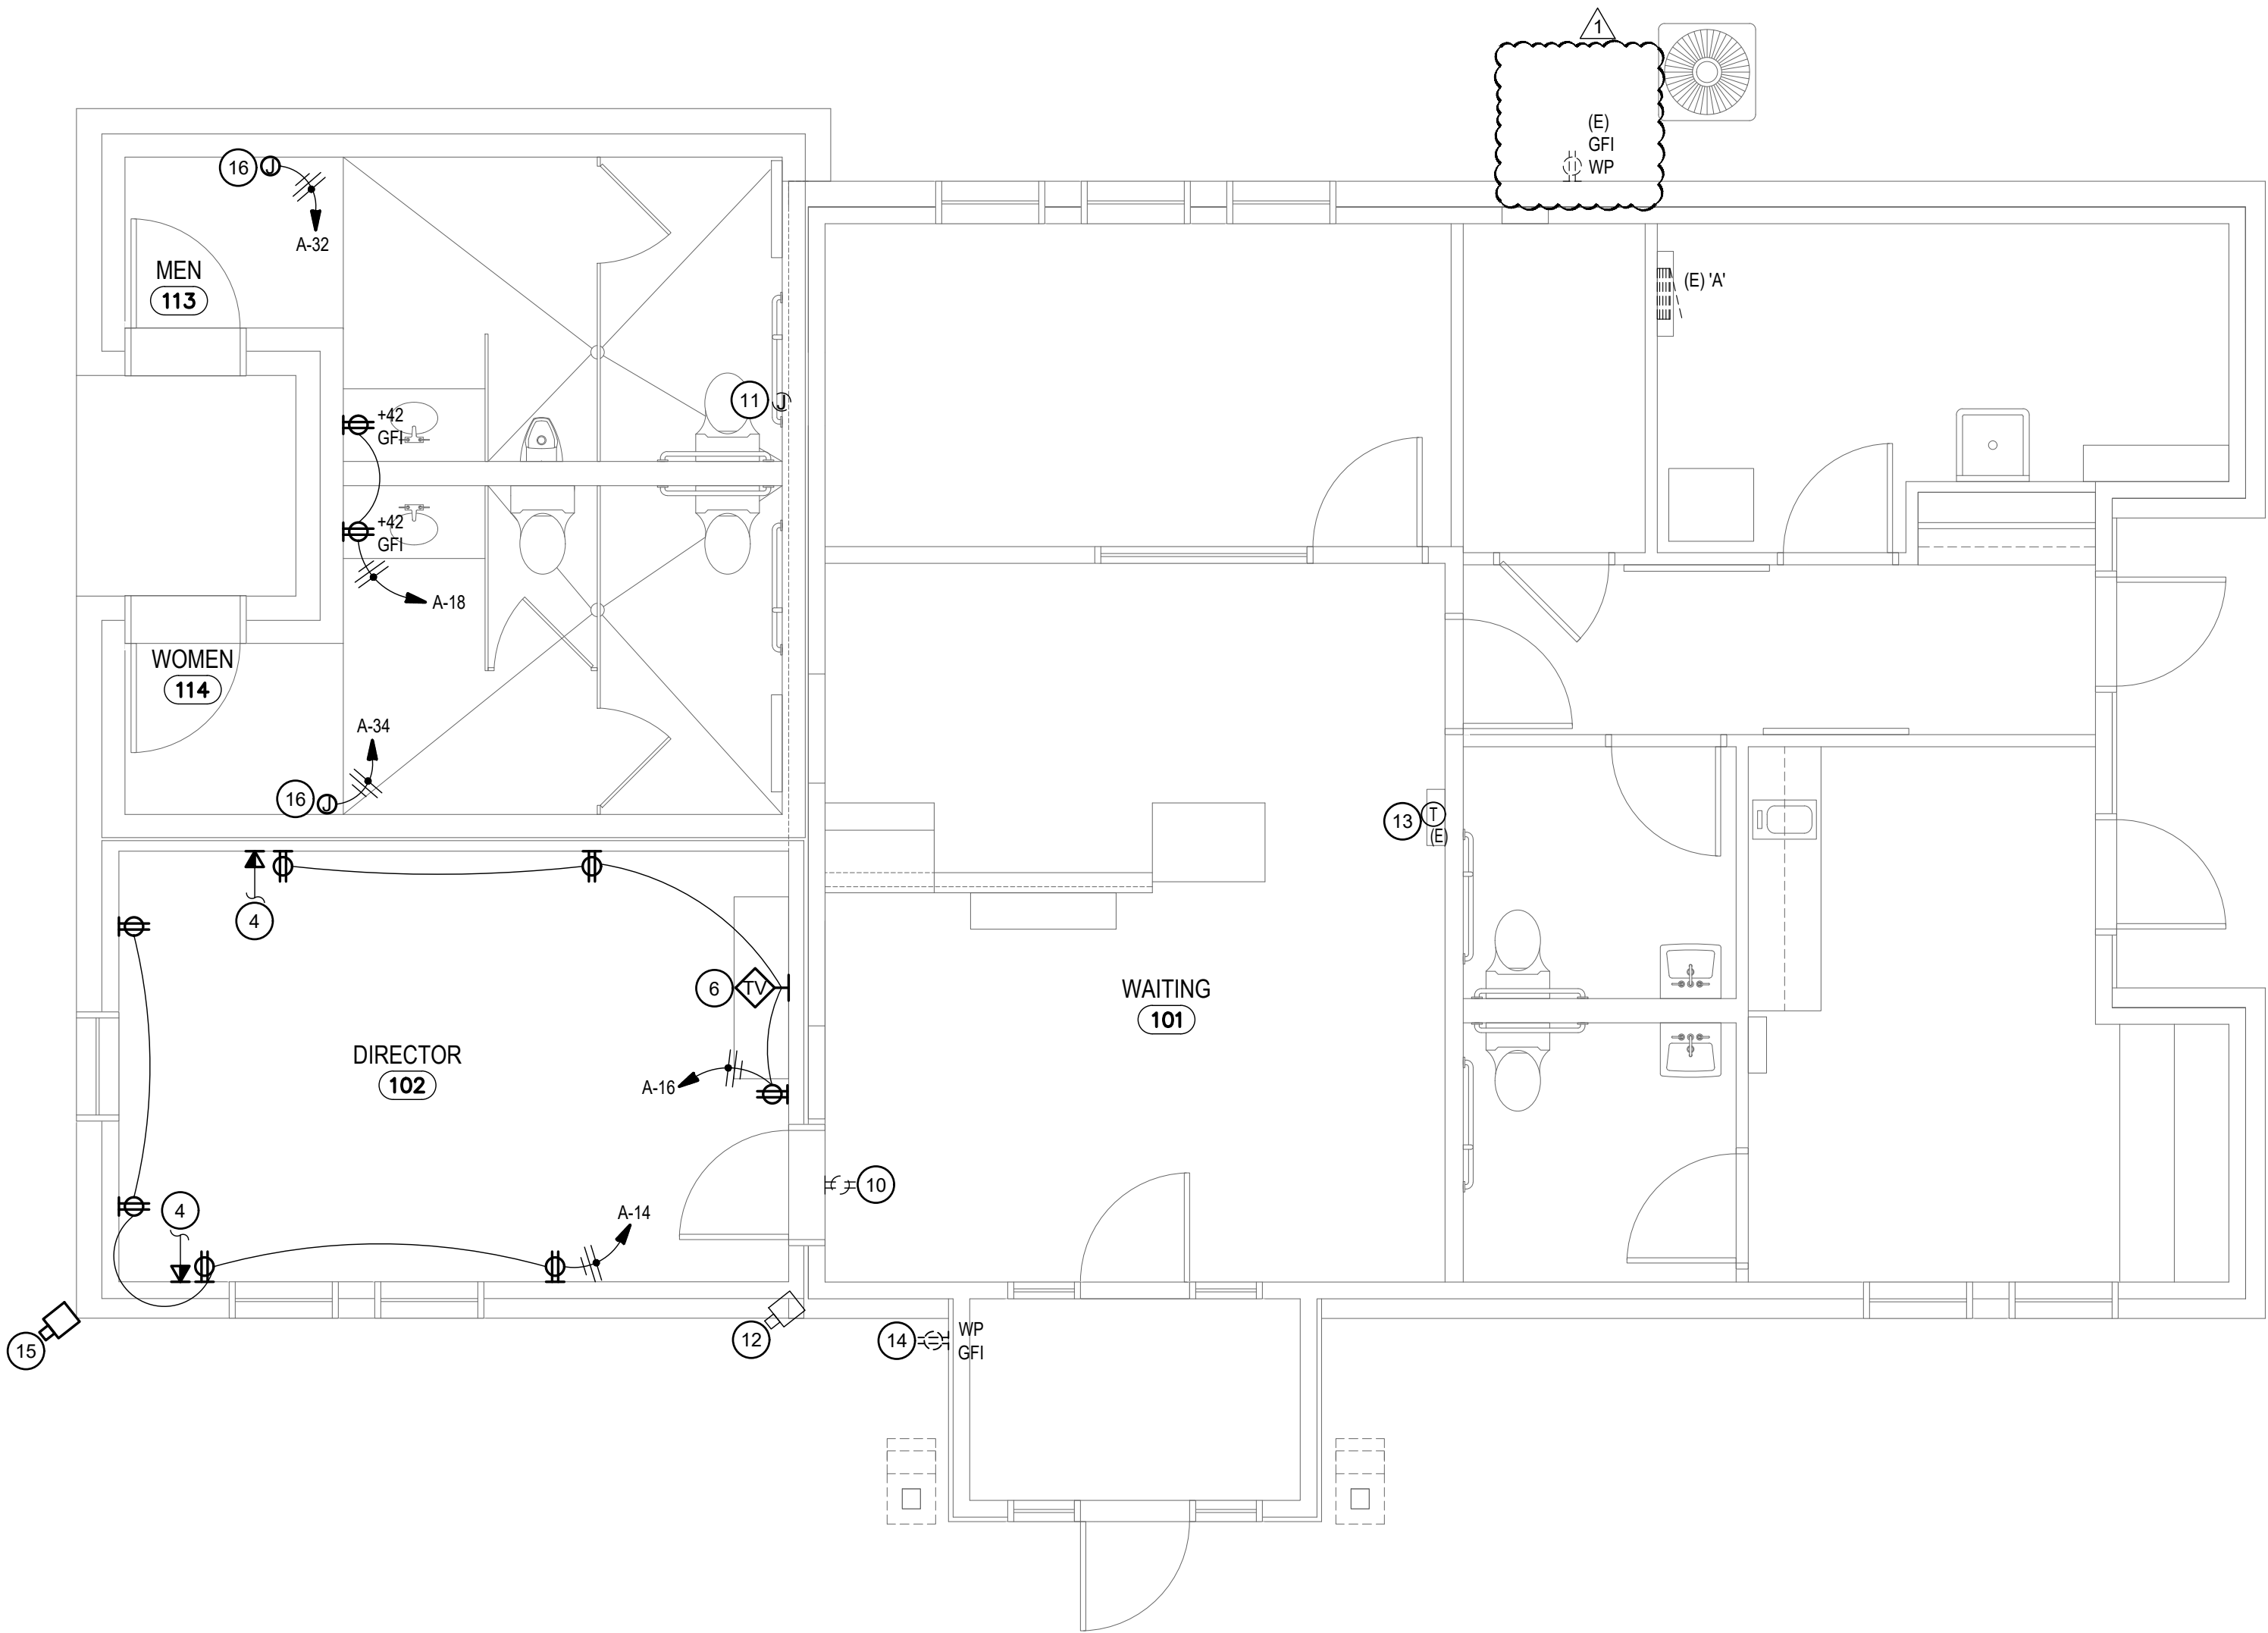 1
(E)
GFI
WP
16
J
A-32
MEN
113
(E) 'A'
11
J
+42
GFI
+42
GFI
A-18
WOMEN
114
A-34
16
J
13
T
(E)
4
6
TV
WAITING
101
DIRECTOR
102
A-16
10
4
A-14
15
12
14
WP
GFI